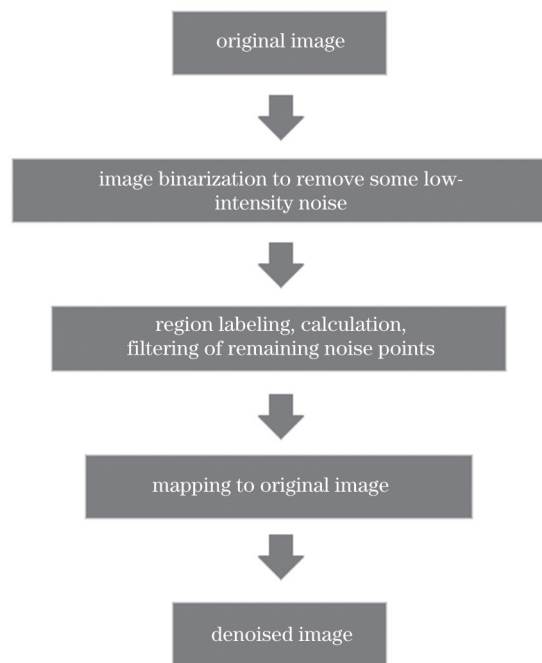 original image
image binarization to remove some low-
intensity noise
region labeling, calculation,
filtering of remaining noise points
mapping to original image
denoised image